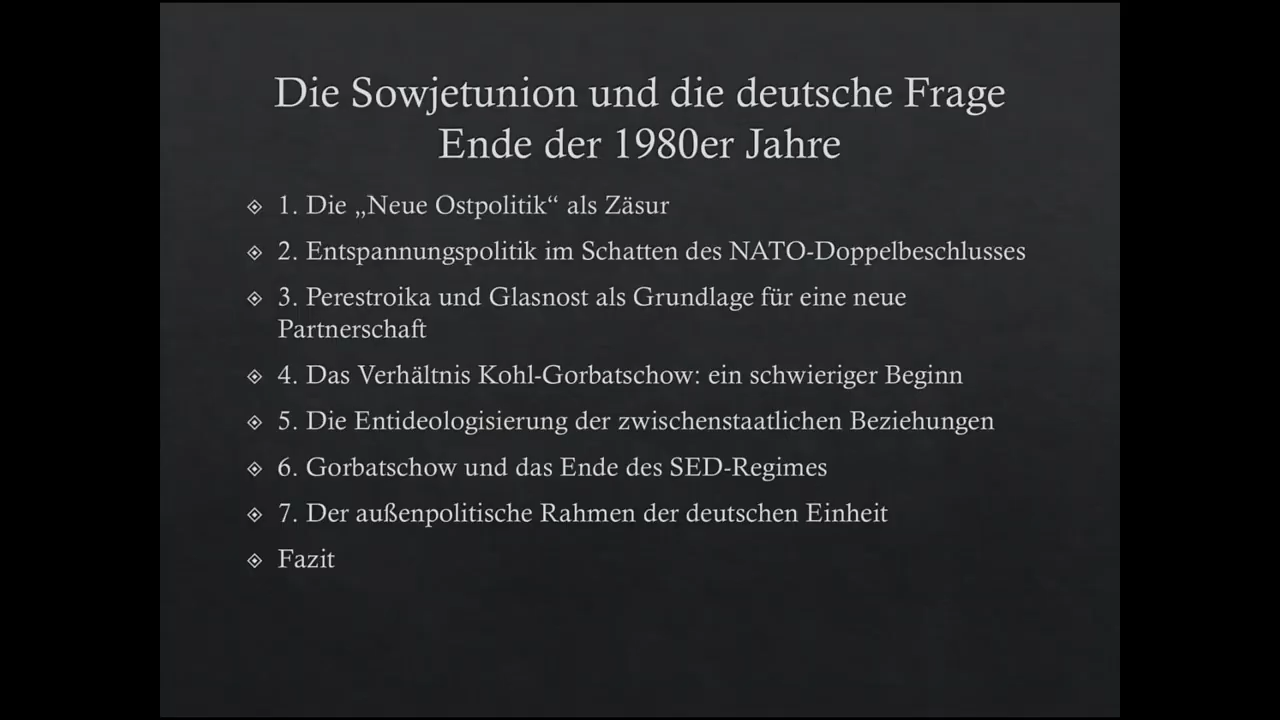 Die Sowjetunion und die deutsche Frage
Ende der 1980er Jahre
1. Die „Neue Ostpolitik“ als Zäsur
2. Entspannungspolitik im Schatten des NATO-Doppelbeschlusses
3. Perestroika und Glasnost als Grundlage für eine neue
Partnerschaft
4. Das Verhältnis Kohl-Gorbatschow: ein schwieriger Beginn
5. Die Entideologisierung der zwischenstaatlichen Beziehungen
6. Gorbatschow und das Ende des SED-Regimes
7. Der außenpolitische Rahmen der deutschen Einheit
Fazit